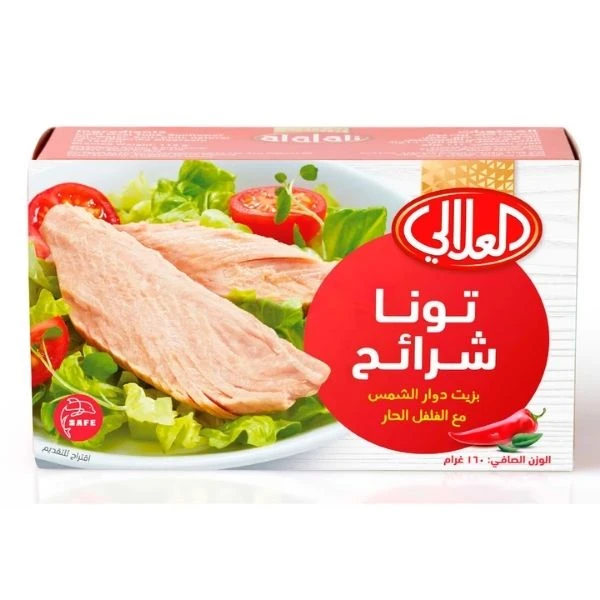 alalali
العلالي
تونا
شرائح
بزيت دوار الشمس
مع الفلفل الحار
الوزن الصافي: ١٦٠ غرام
SAFE
اقتراح للتقديم